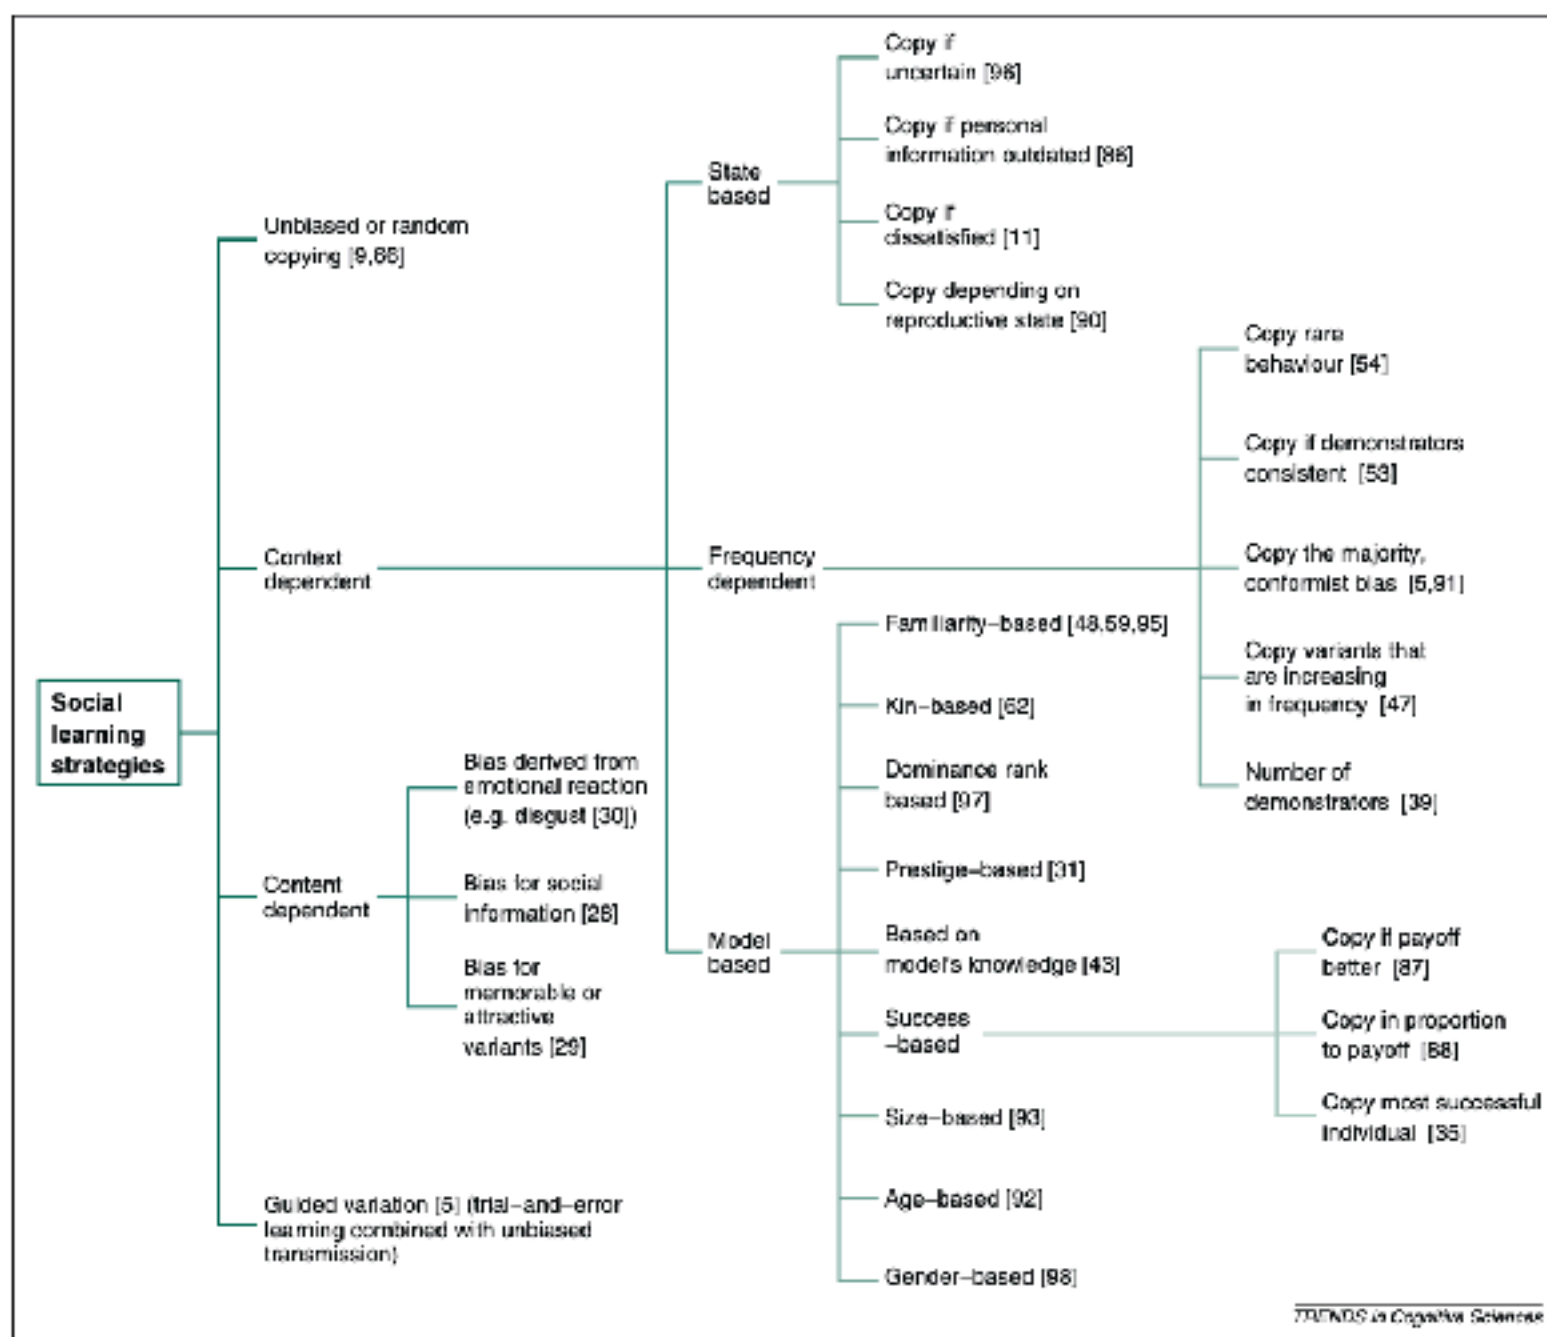 Social
learning
strategies
Unbiased or random
copying [9,66]
Context
dependent
Content
dependent
Guided variation [5] (trial–and–error
learning combined with unbiased
transmission)
Bias derived from
emotional reaction
(e.g. disgust [30])
Bias for social
information [28]
Bias for
memorable or
attractive
variants [29]
State
based
Frequency
dependent
Model
based
Copy if
uncertain [96]
Copy if personal
information outdated [86]
Copy if
dissatisfied [11]
Copy depending on
reproductive state [90]
Copy rare
behaviour [54]
Copy if demonstrators
consistent [53]
Copy the majority,
conformist bias [5,91]
Copy variants that
are increasing
in frequency [47]
Number of
demonstrators [39]
Familiarity–based [48,59,95]
Kin–based [62]
Dominance rank
based [97]
Prestige–based [31]
Based on
model's knowledge [43]
Success
–based
Size–based [93]
Age–based [92]
Gender–based [98]
Copy if payoff
better [87]
Copy in proportion
to payoff [88]
Copy most successful
individual [35]
TRENDS in Cognitive Sciences